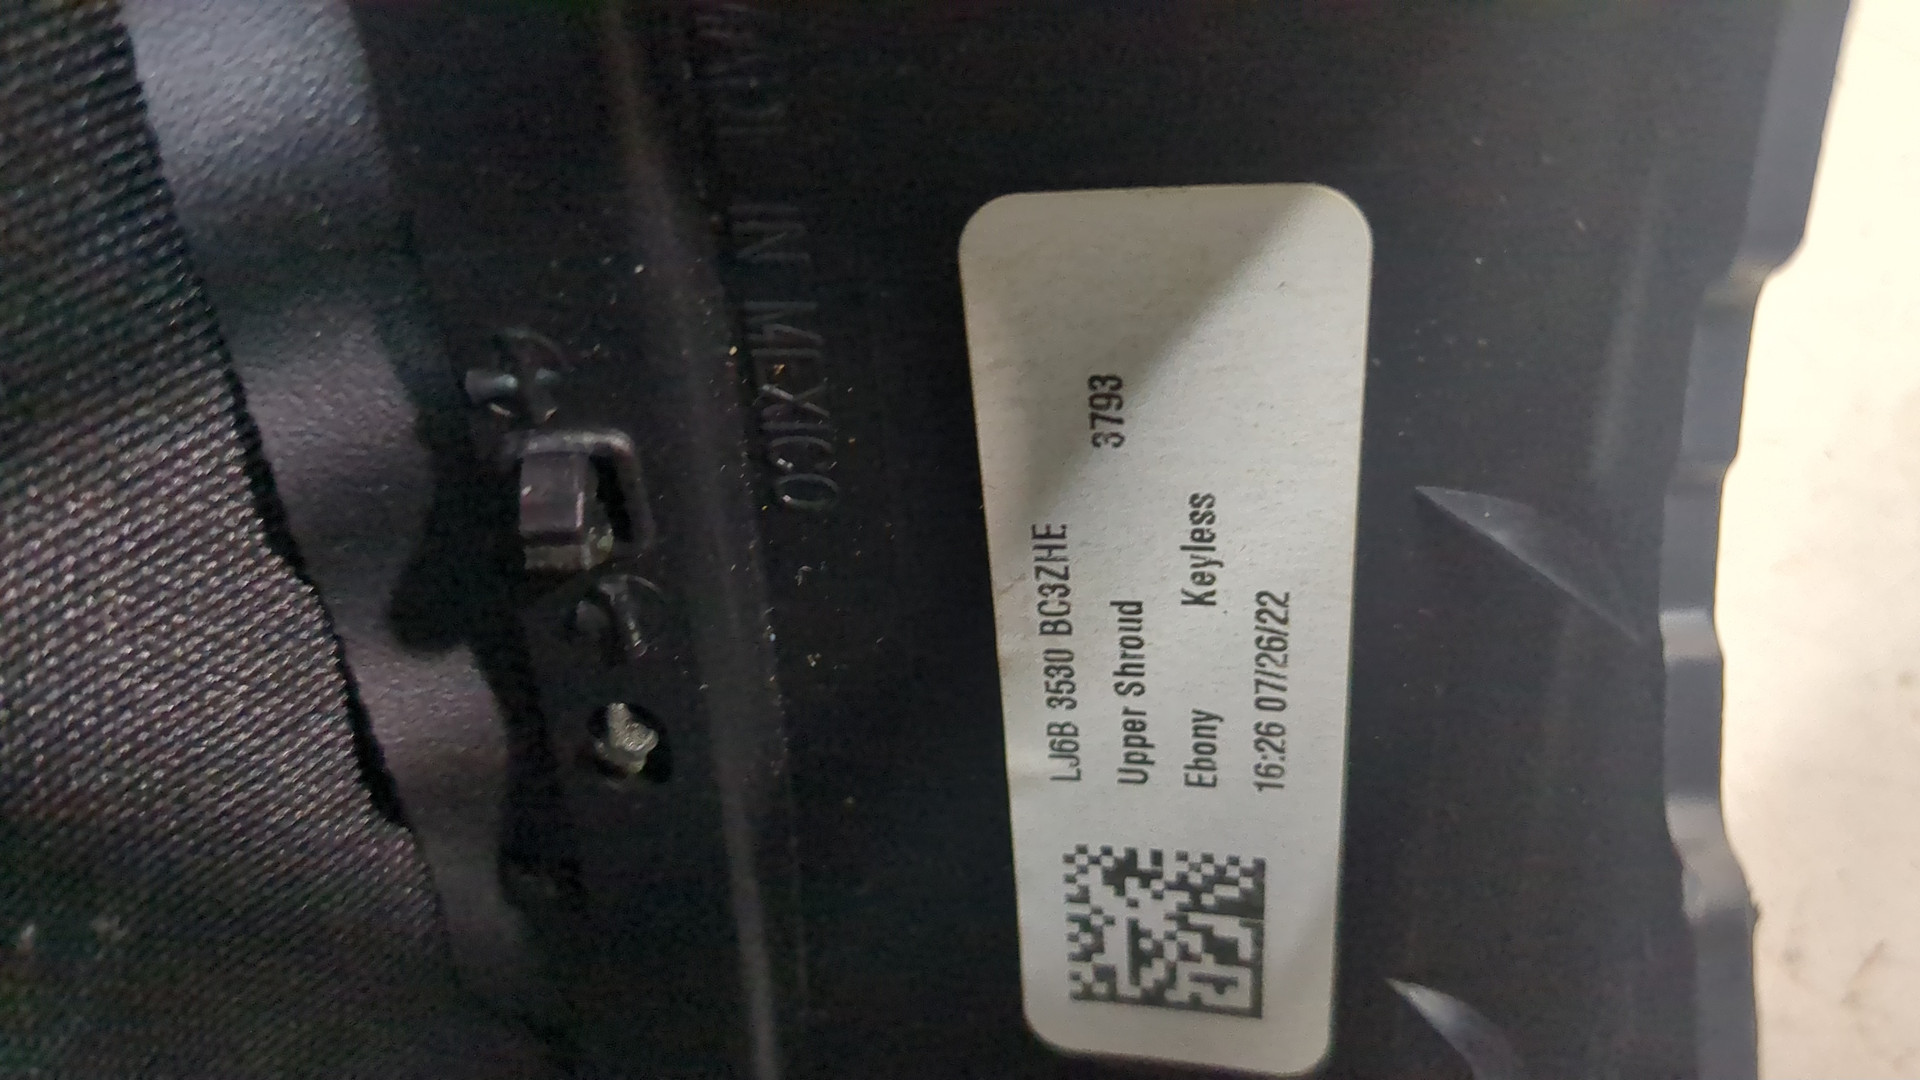 MADE IN MEXICO
LJ6B 3530 BC3ZHE
Upper Shroud 3793
Ebony Keyless
16:26 07/26/22